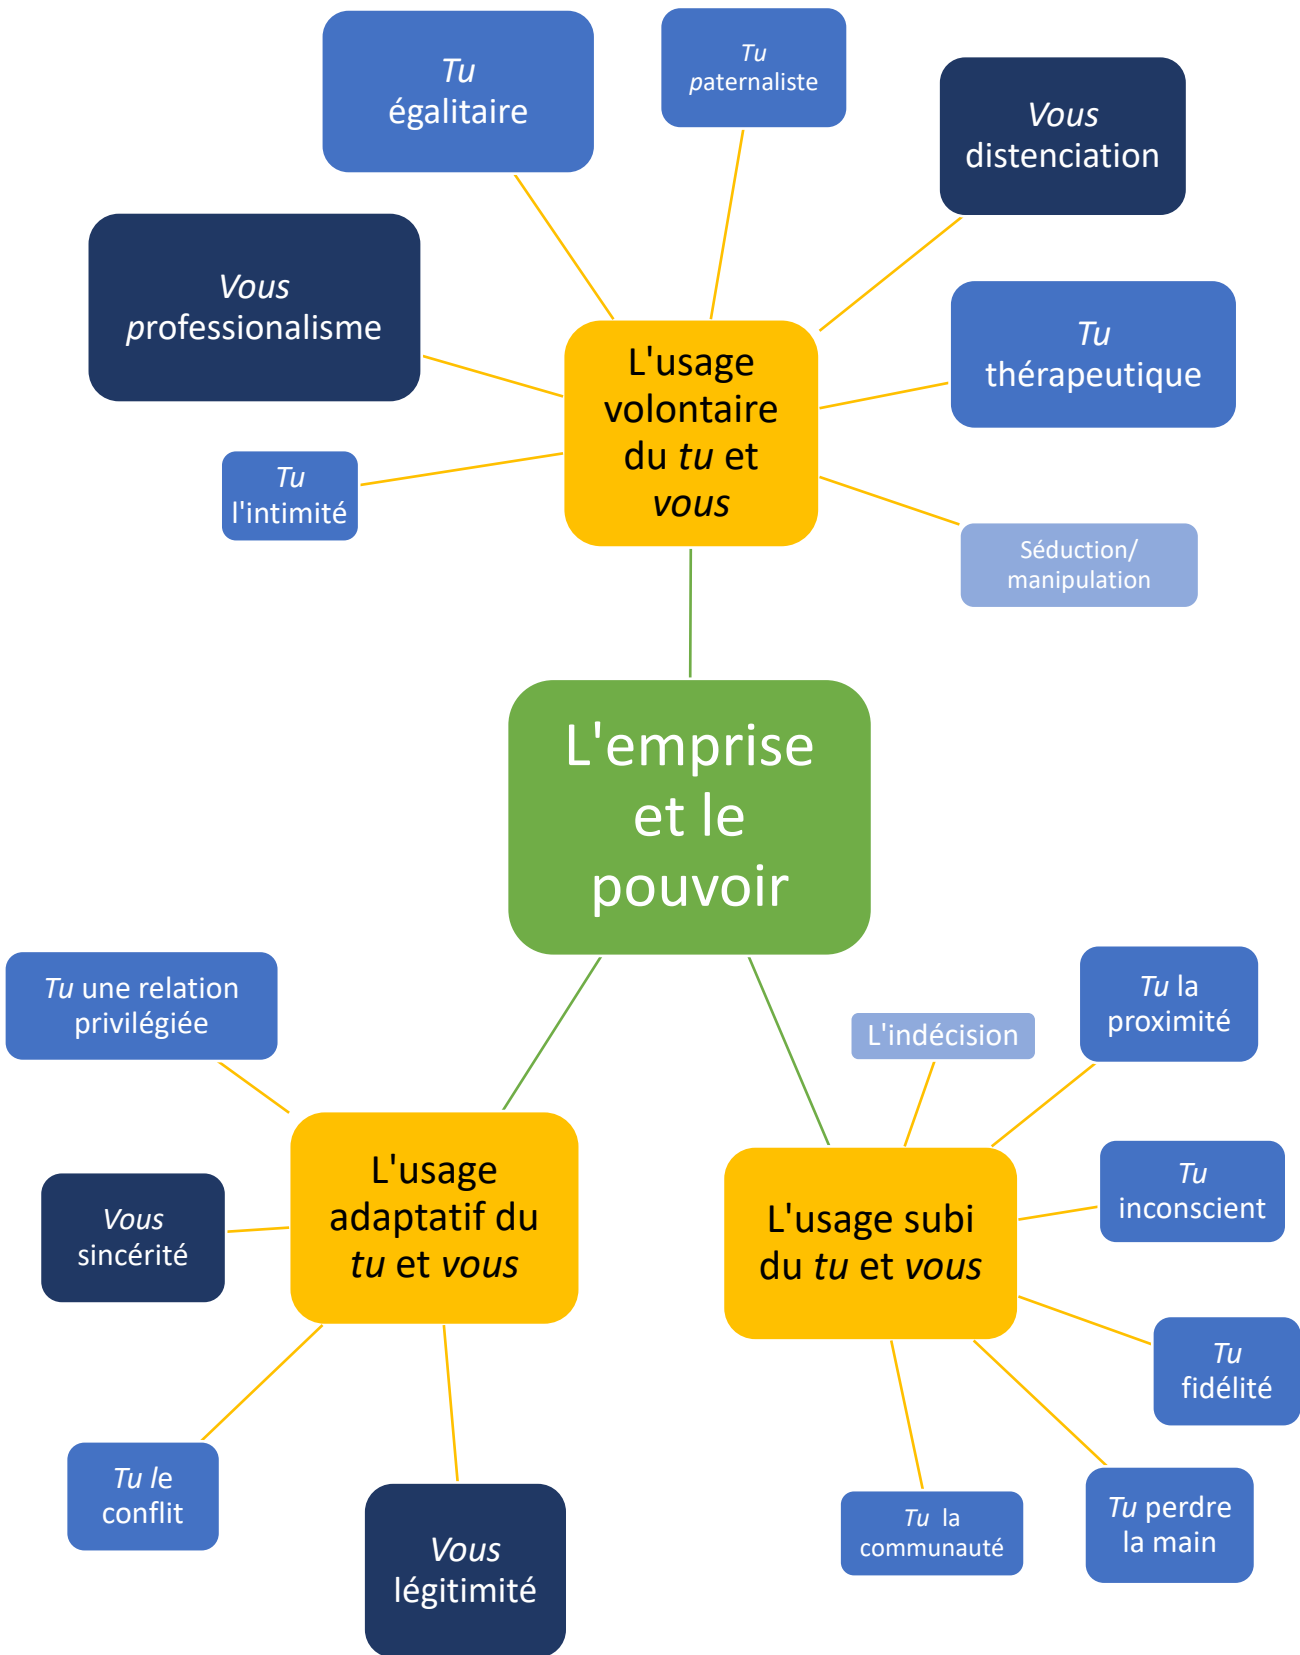 Tu
égalitaire
Tu
paternaliste
Vous
distenciation
Vous
professionalisme
Tu
thérapeutique
L'usage
volontaire
du tu et
vous
Tu
l'intimité
Séduction/
manipulation
L'emprise
et le
pouvoir
Tu une relation
privilégiée
Vous
sincérité
L'usage
adaptatif du
tu et vous
Tu le
conflit
Vous
légitimité
L'indécision
Tu la
proximité
Tu
inconscient
L'usage subi
du tu et vous
Tu
fidélité
Tu perdre
la main
Tu la
communauté